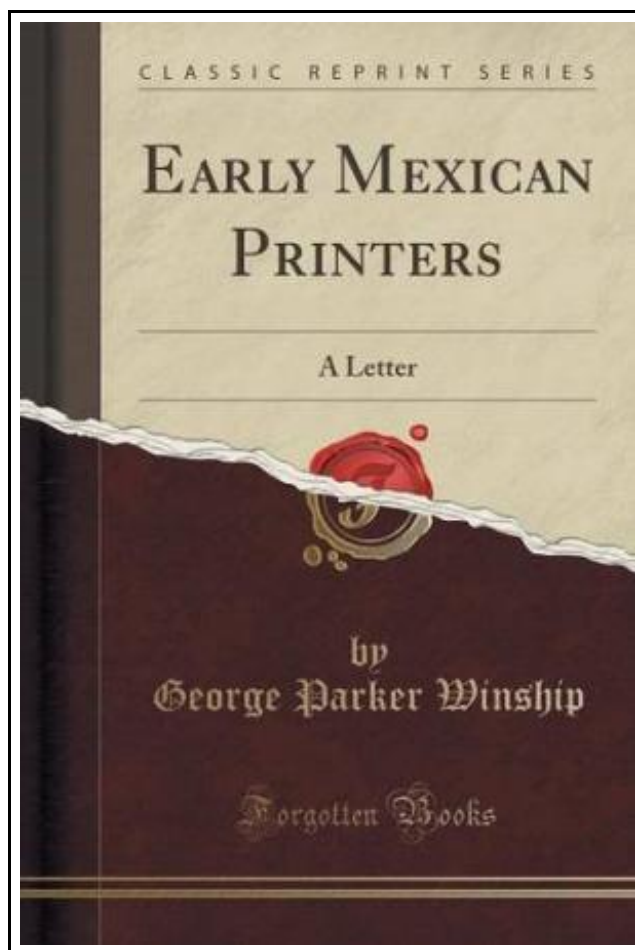 CLASSIC REPRINT SERIES
EARLY MEXICAN
PRINTERS
A Letter
by
George Parker Winship
Forgotten Books